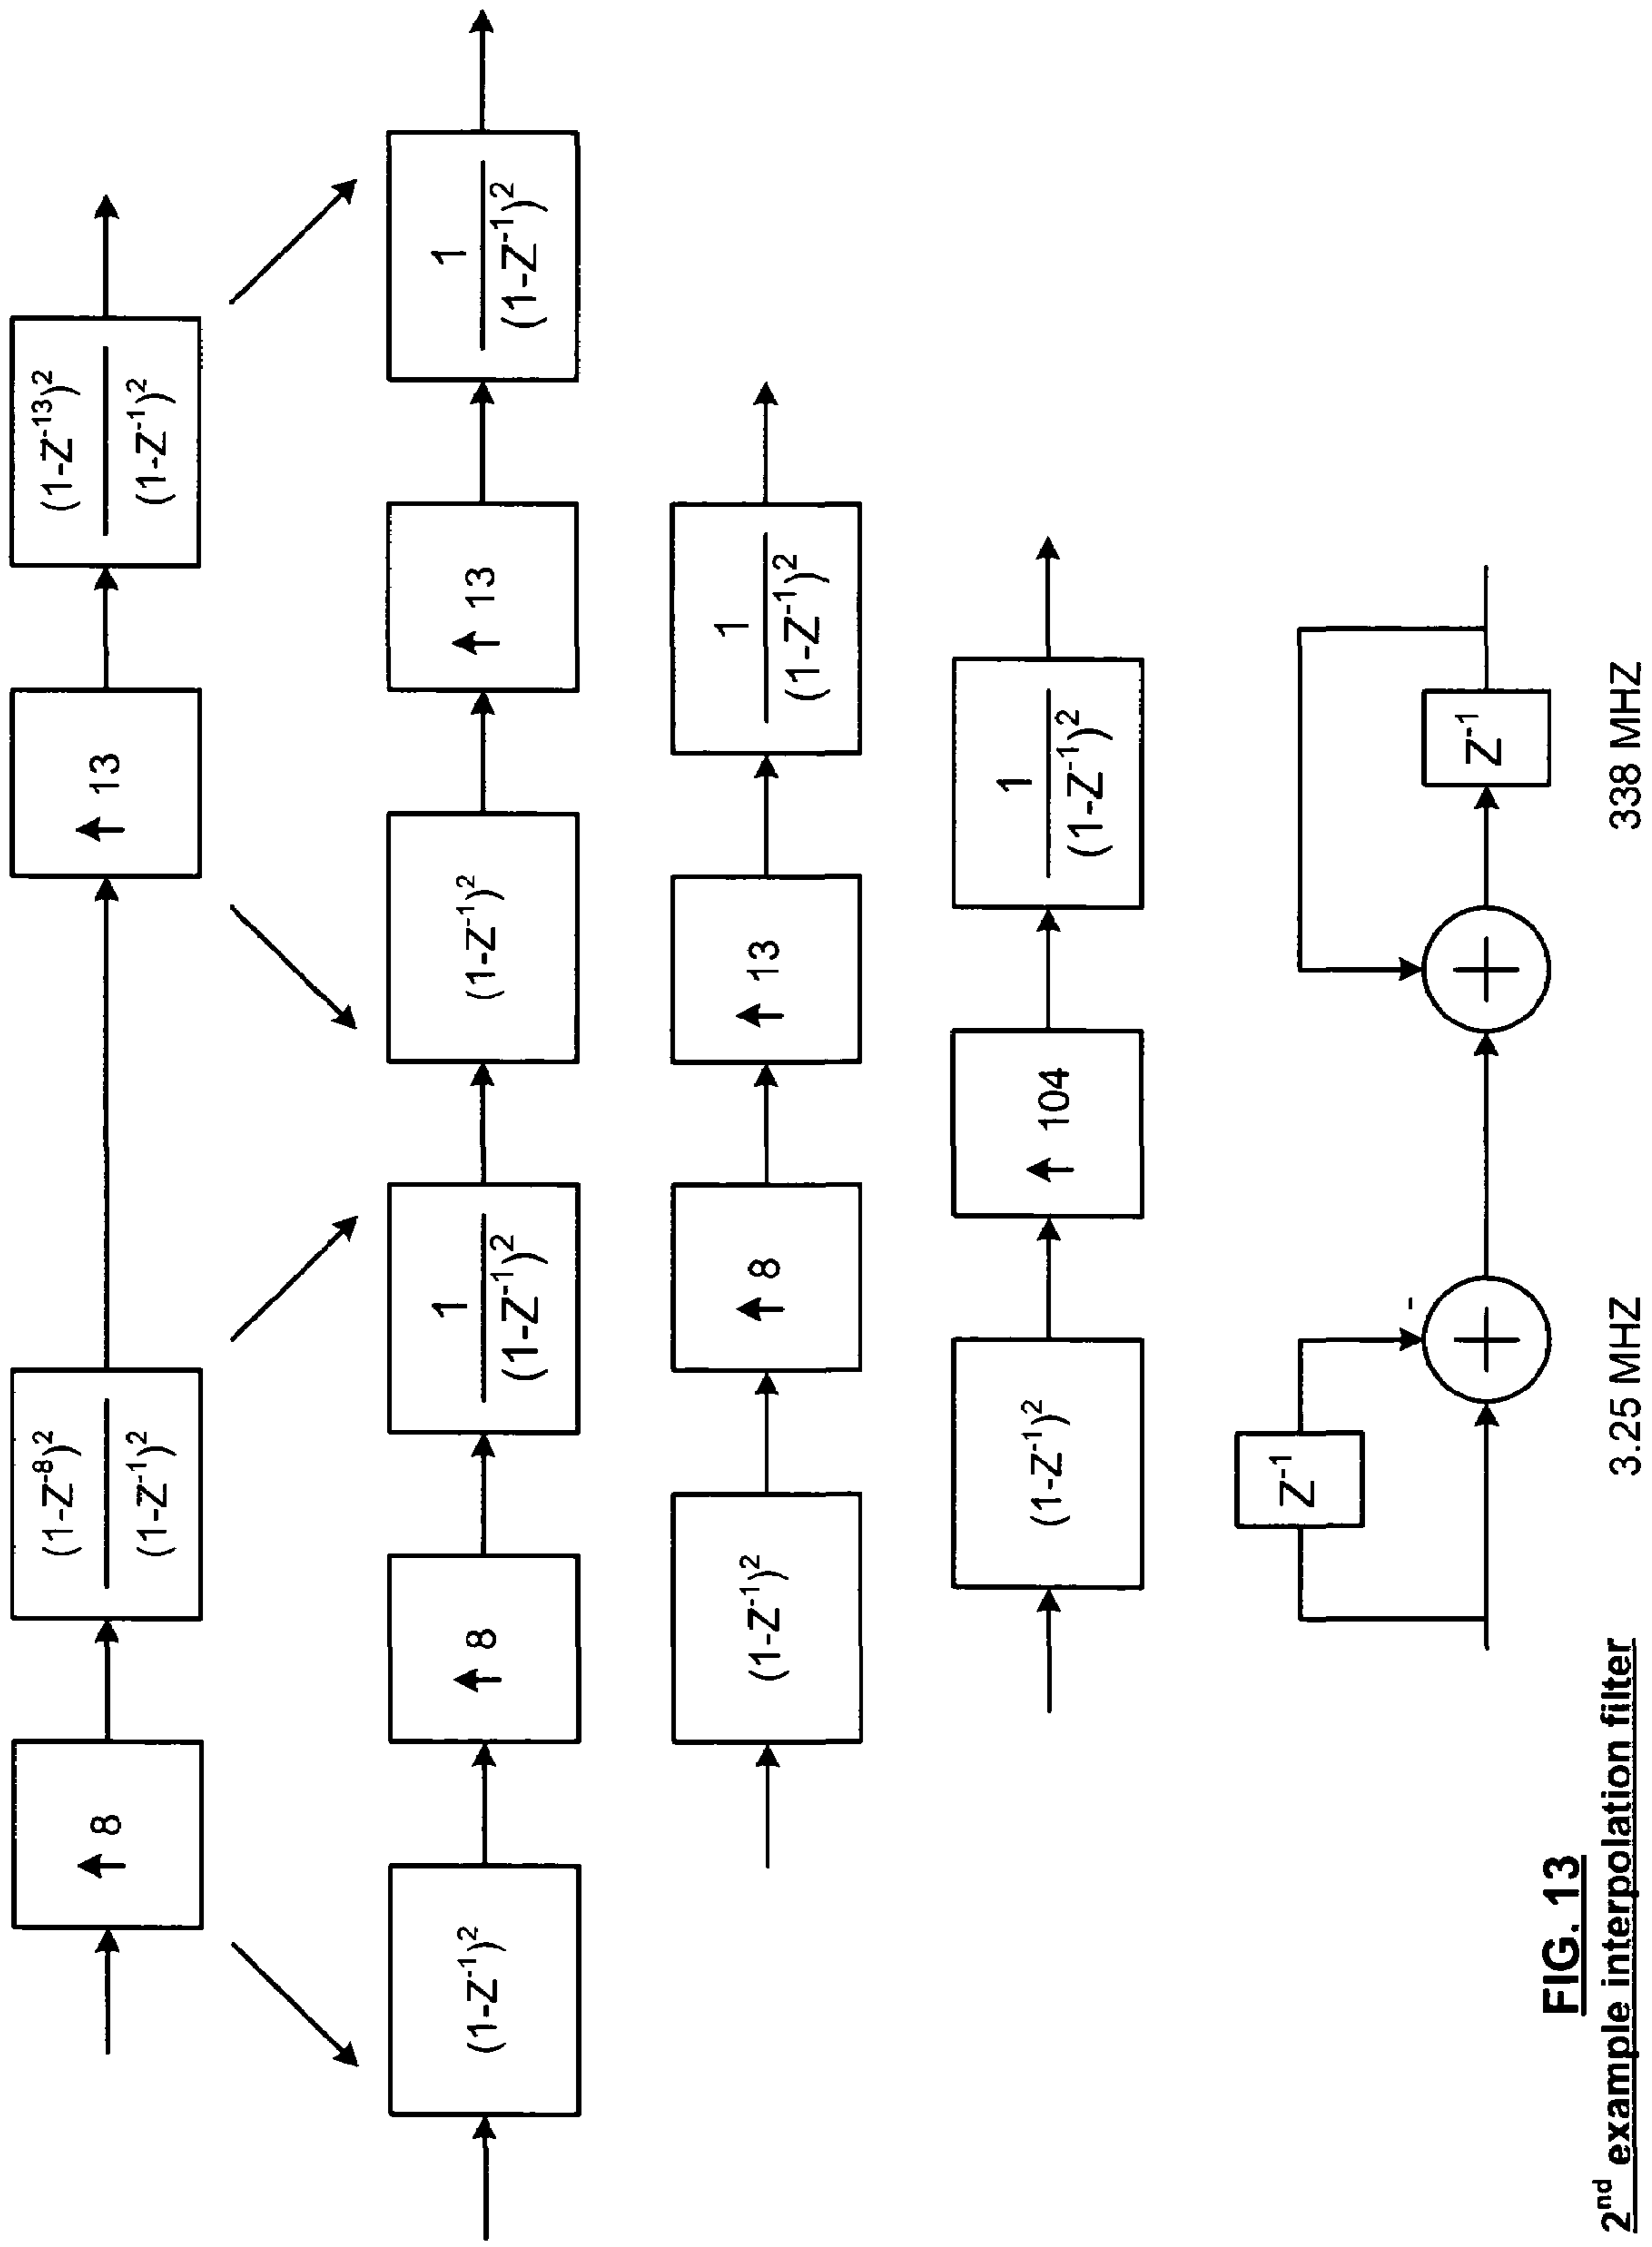 ↑ 8
(1-Z⁻⁸)²
(1-Z⁻¹)²
↑ 13
(1-Z⁻¹³)²
(1-Z⁻¹)²
(1-Z⁻¹)²
↑ 8
1
(1-Z⁻¹)²
(1-Z⁻¹)²
↑ 13
1
(1-Z⁻¹)²
(1-Z⁻¹)²
↑ 8
↑ 13
1
(1-Z⁻¹)²
(1-Z⁻¹)²
↑ 104
1
(1-Z⁻¹)²
Z⁻¹
-
+
+
Z⁻¹
3.25 MHZ
338 MHZ
FIG. 13
2ⁿᵈ example interpolation filter